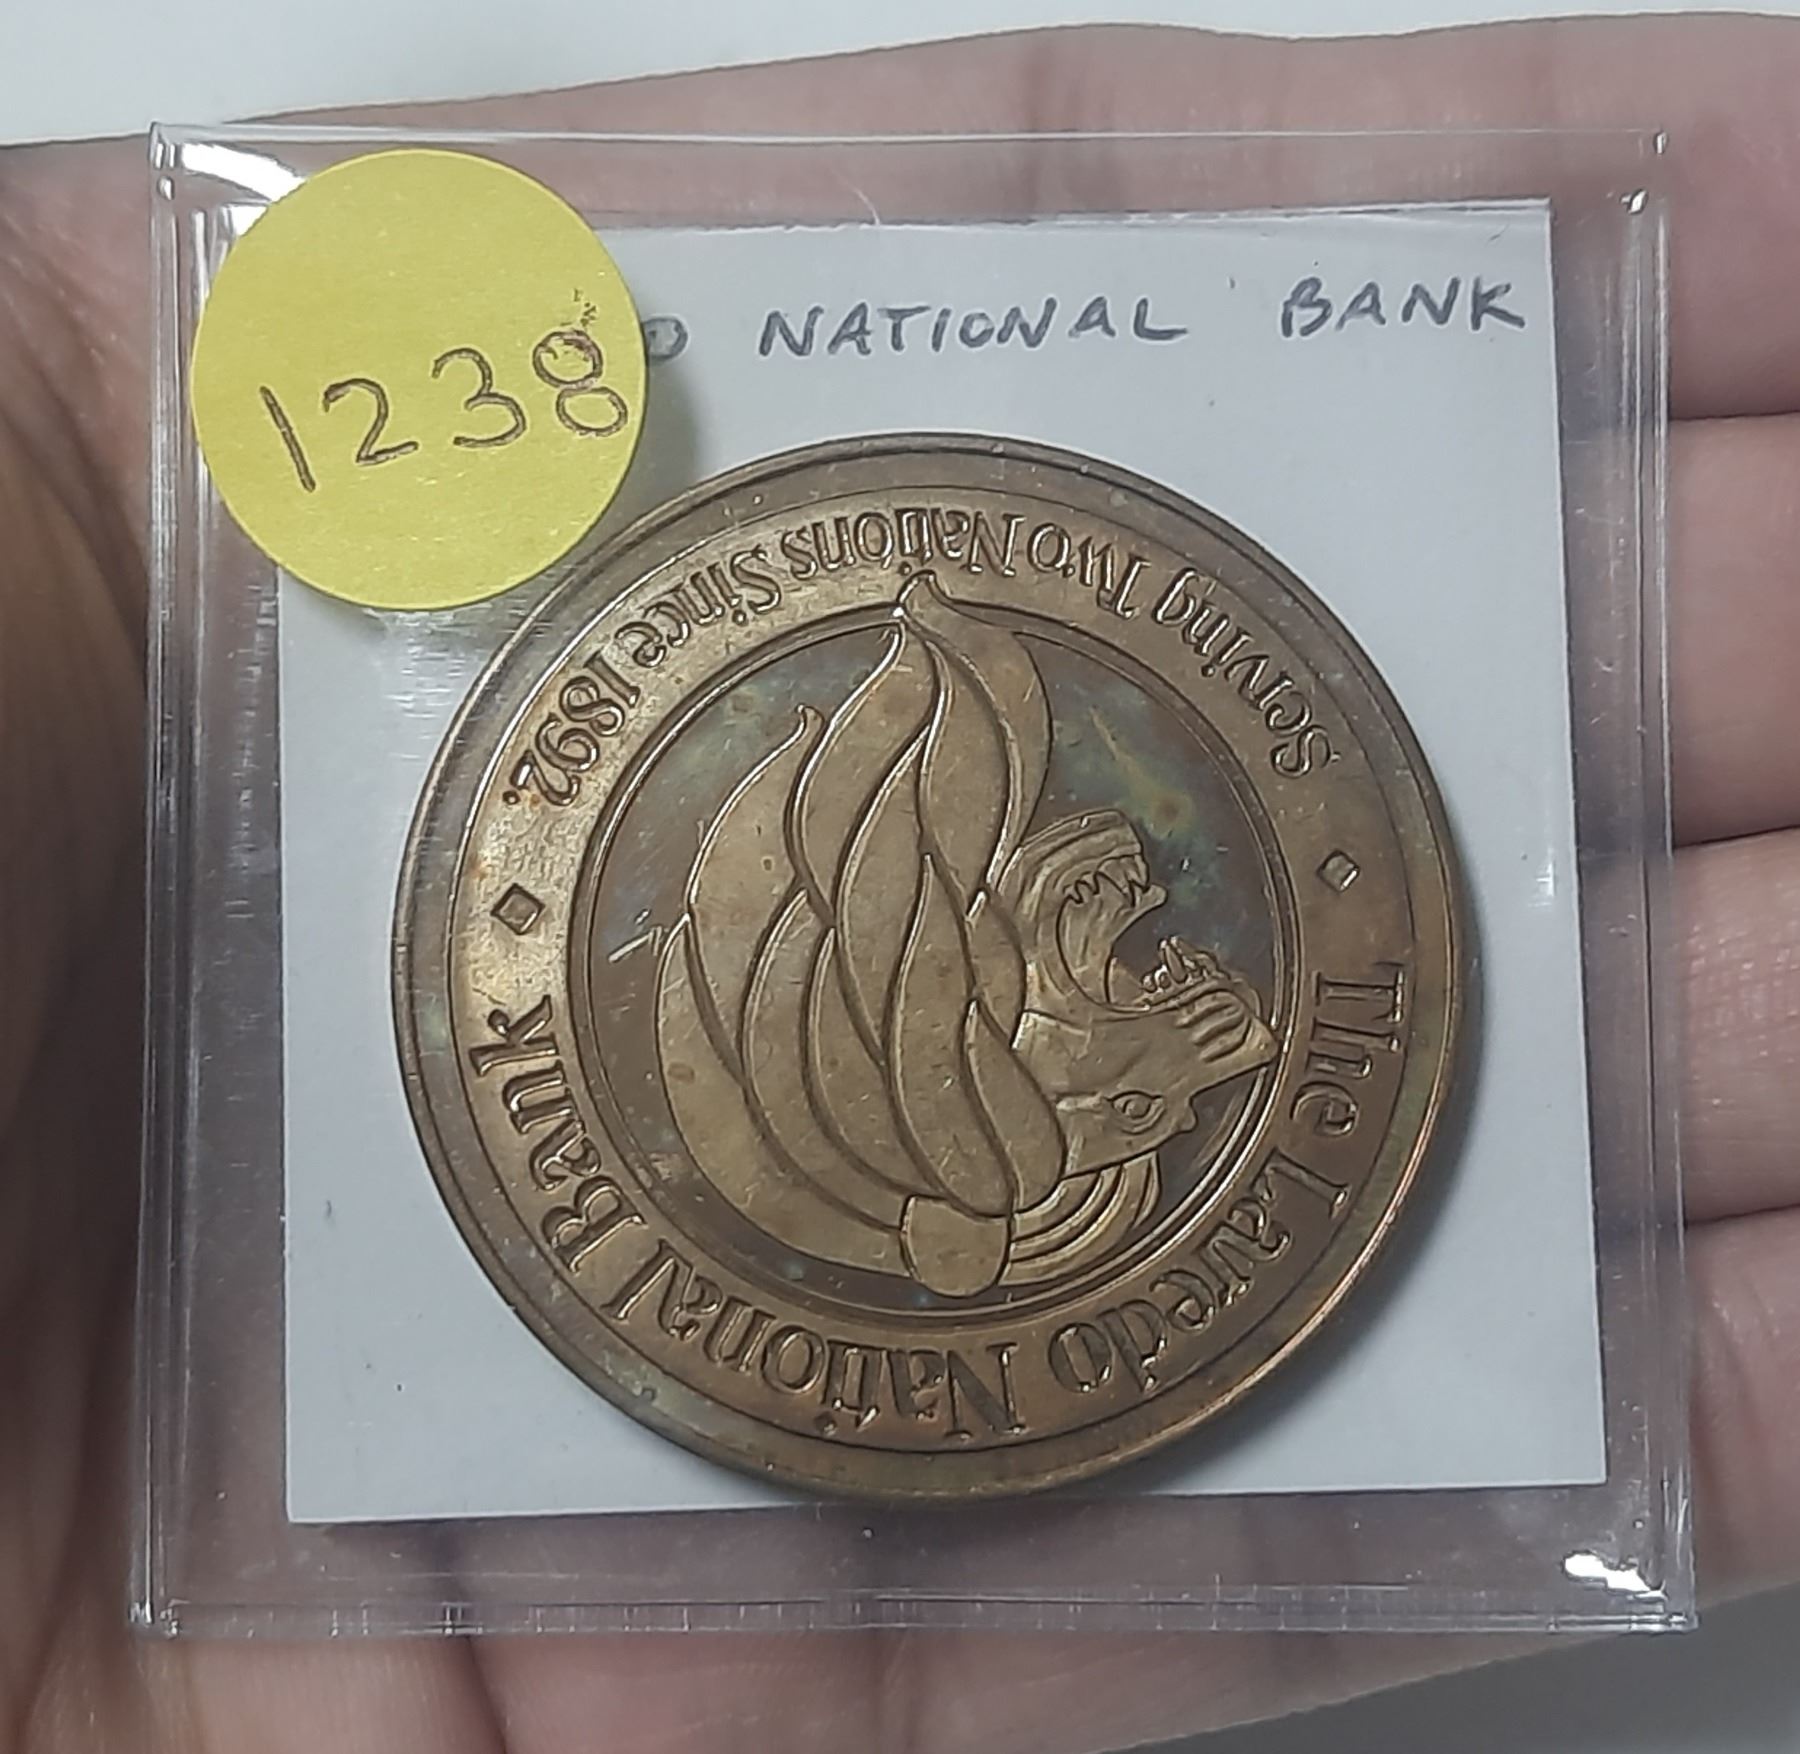 1238
NATIONAL BANK
The Laredo National Bank
Serving Two Nations Since 1892.